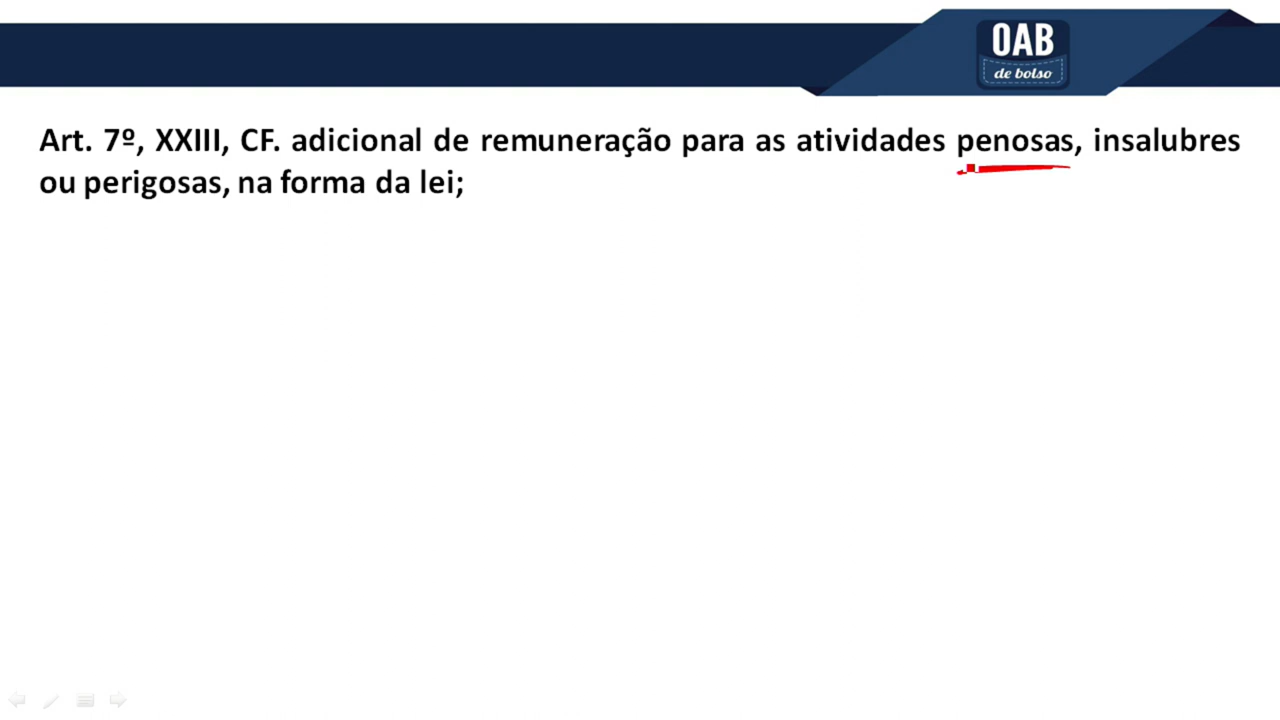 OAB
de bolso
Art. 7º, XXIII, CF. adicional de remuneração para as atividades penosas, insalubres
ou perigosas, na forma da lei;